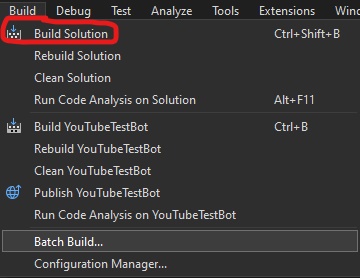 Build Debug Test Analyze Tools Extensions Window
Build Solution Ctrl+Shift+B
Rebuild Solution
Clean Solution
Run Code Analysis on Solution Alt+F11
Build YouTubeTestBot Ctrl+B
Rebuild YouTubeTestBot
Clean YouTubeTestBot
Publish YouTubeTestBot
Run Code Analysis on YouTubeTestBot
Batch Build...
Configuration Manager...